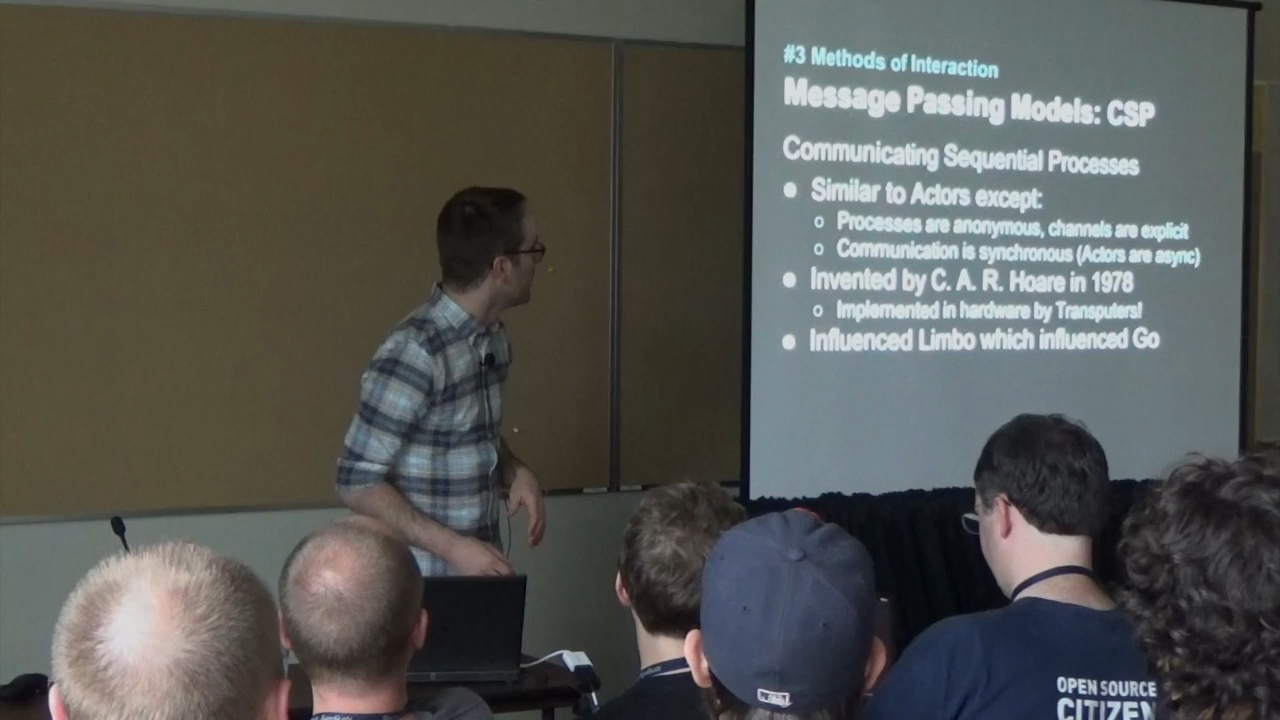 #3 Methods of Interaction
Message Passing Models: CSP
Communicating Sequential Processes
● Similar to Actors except:
○ Processes are anonymous, channels are explicit
○ Communication is synchronous (Actors are async)
● Invented by C. A. R. Hoare in 1978
○ Implemented in hardware by Transputers!
● Influenced Limbo which influenced Go
OPEN SOURCE
CITIZEN